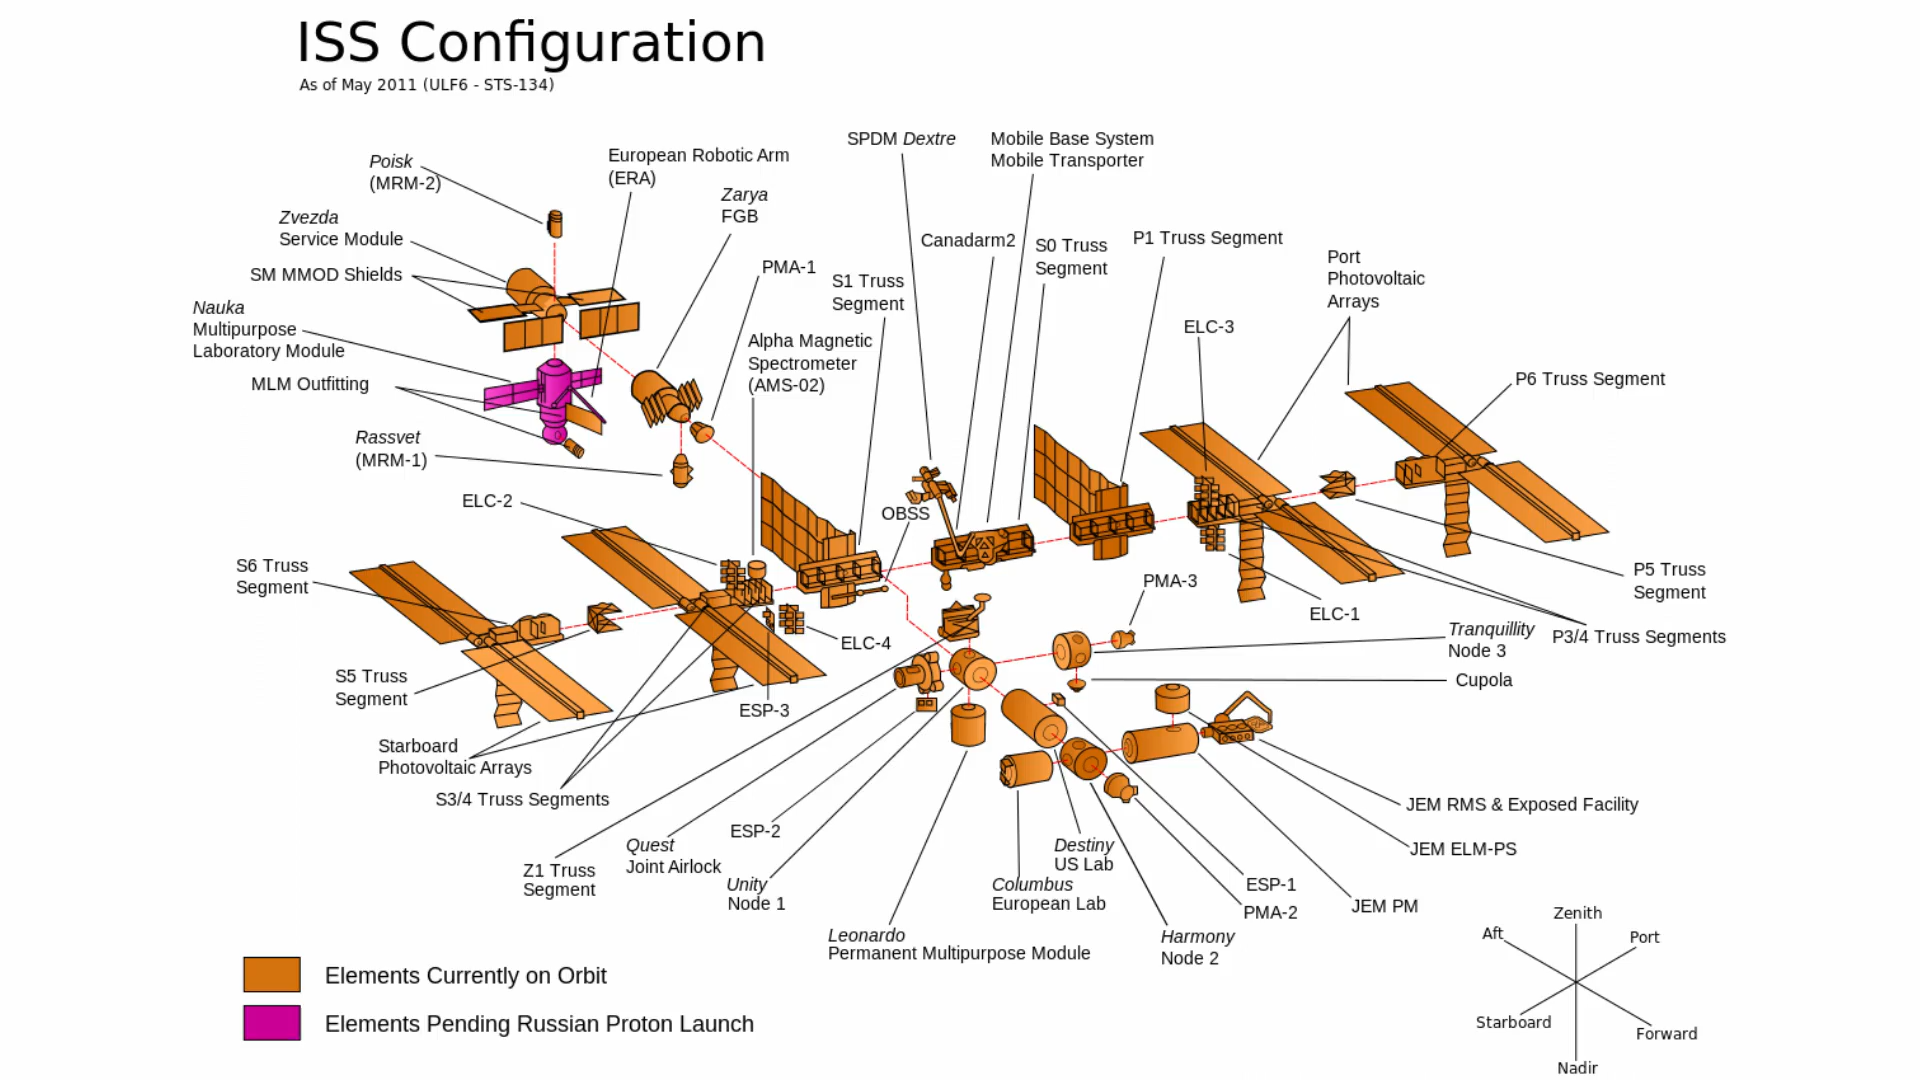 ISS Configuration
As of May 2011 (ULF6 - STS-134)
SPDM Dextre
Mobile Base System
Mobile Transporter
Poisk
(MRM-2)
European Robotic Arm
(ERA)
Zarya
FGB
Zvezda
Service Module
SM MMOD Shields
Canadarm2
S0 Truss
Segment
P1 Truss Segment
Port
Photovoltaic
Arrays
PMA-1
S1 Truss
Segment
Nauka
Multipurpose
Laboratory Module
MLM Outfitting
Alpha Magnetic
Spectrometer
(AMS-02)
ELC-3
P6 Truss Segment
Rassvet
(MRM-1)
ELC-2
OBSS
S6 Truss
Segment
PMA-3
P5 Truss
Segment
ELC-1
P3/4 Truss Segments
Tranquillity
Node 3
ELC-4
Cupola
S5 Truss
Segment
ESP-3
Starboard
Photovoltaic Arrays
S3/4 Truss Segments
JEM RMS & Exposed Facility
ESP-2
Quest
Joint Airlock
Z1 Truss
Segment
Destiny
US Lab
JEM ELM-PS
Unity
Node 1
Columbus
European Lab
ESP-1
PMA-2
JEM PM
Leonardo
Permanent Multipurpose Module
Harmony
Node 2
Elements Currently on Orbit
Elements Pending Russian Proton Launch
Zenith
Aft
Port
Starboard
Forward
Nadir